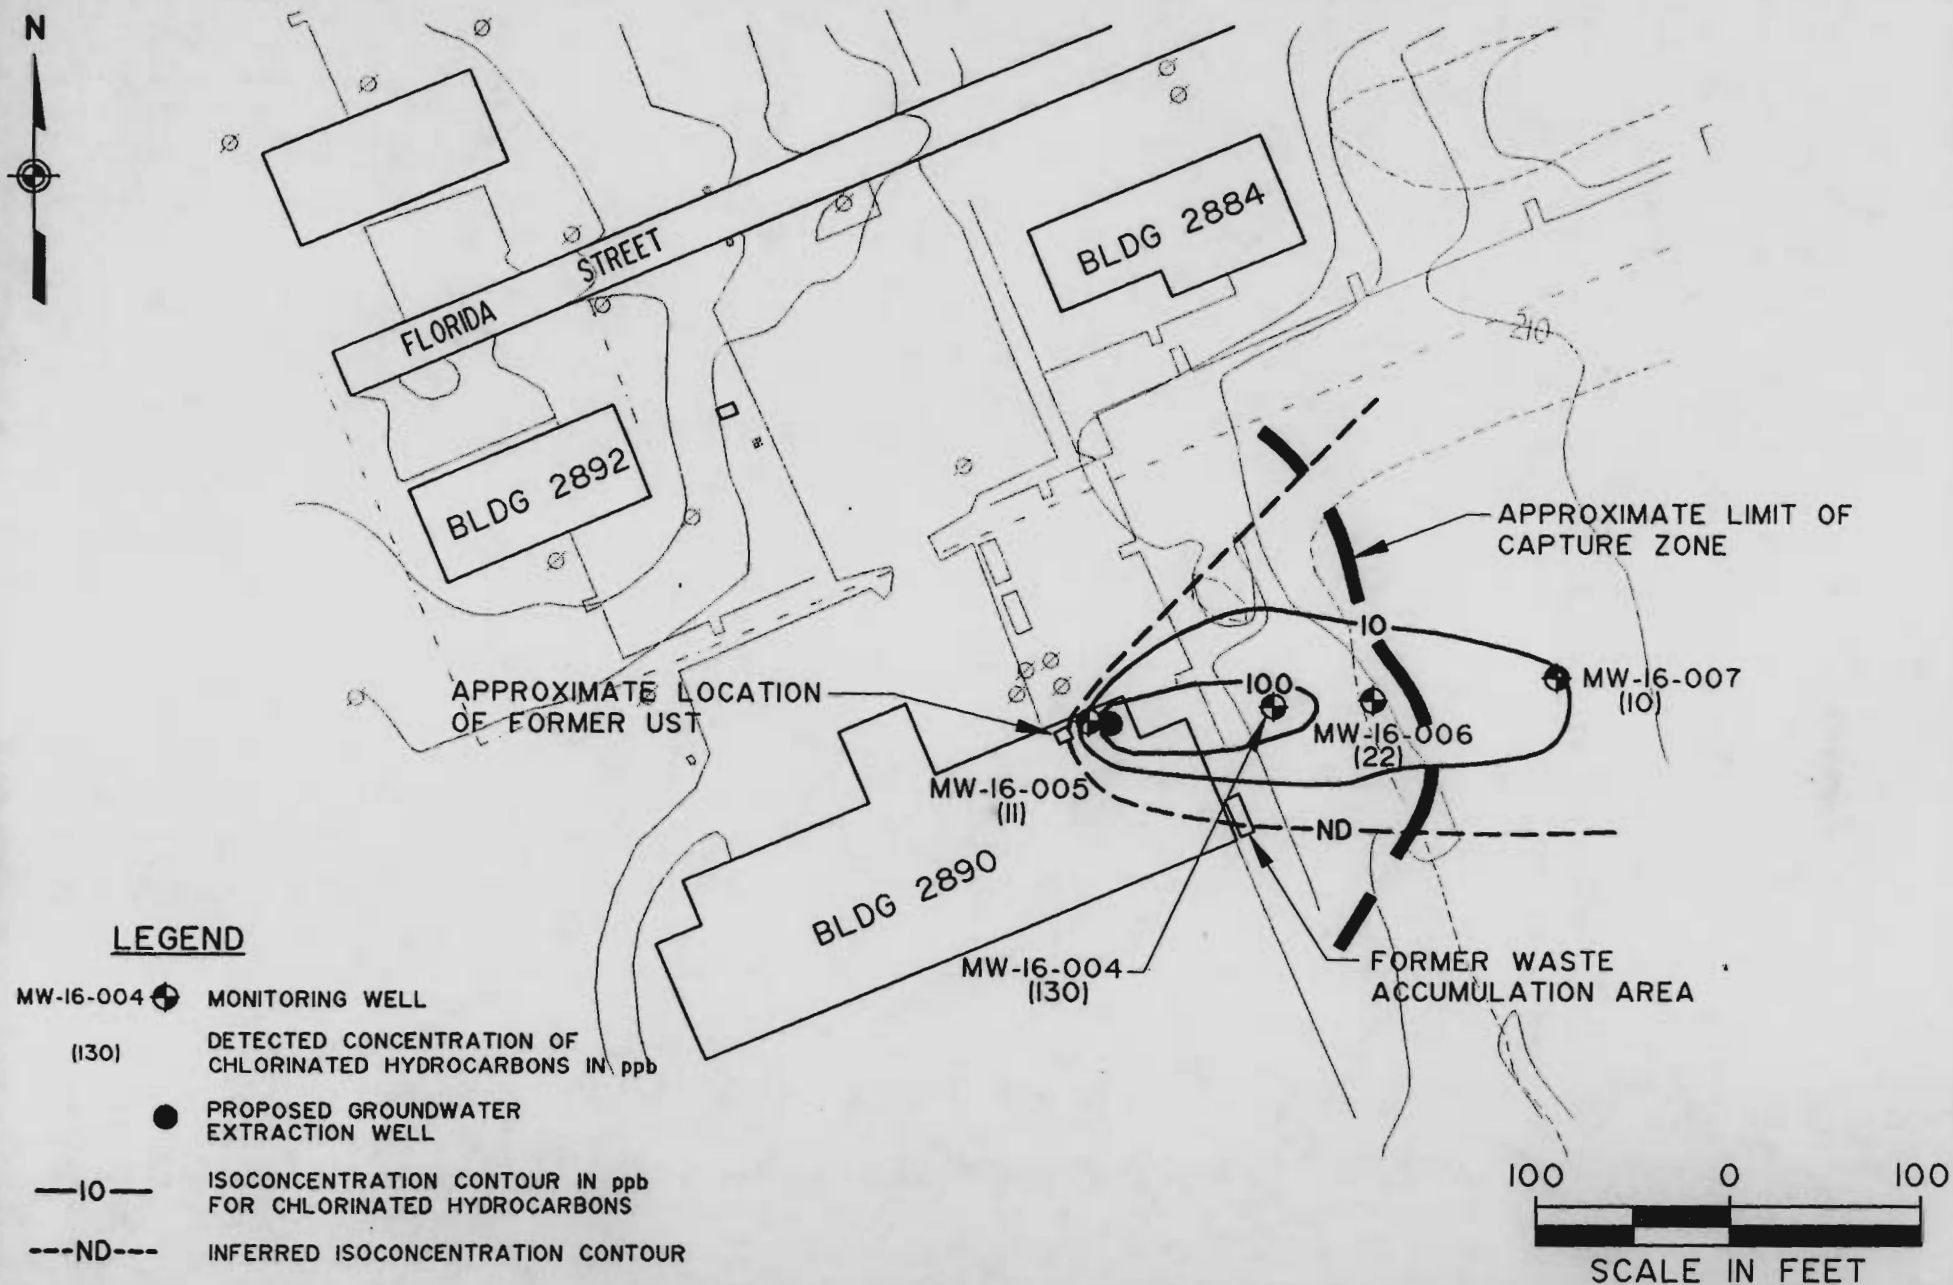 N
FLORIDA STREET
BLDG 2884
BLDG 2892
APPROXIMATE LIMIT OF
CAPTURE ZONE
10
APPROXIMATE LOCATION
OF FORMER UST
100
MW-16-007
(10)
MW-16-006
(22)
MW-16-005
(11)
ND
BLDG 2890
MW-16-004
(130)
FORMER WASTE
ACCUMULATION AREA
LEGEND
MW-16-004 MONITORING WELL
(130) DETECTED CONCENTRATION OF
CHLORINATED HYDROCARBONS IN ppb
PROPOSED GROUNDWATER
EXTRACTION WELL
10 ISOCONCENTRATION CONTOUR IN ppb
FOR CHLORINATED HYDROCARBONS
ND INFERRED ISOCONCENTRATION CONTOUR
100 0 100
SCALE IN FEET